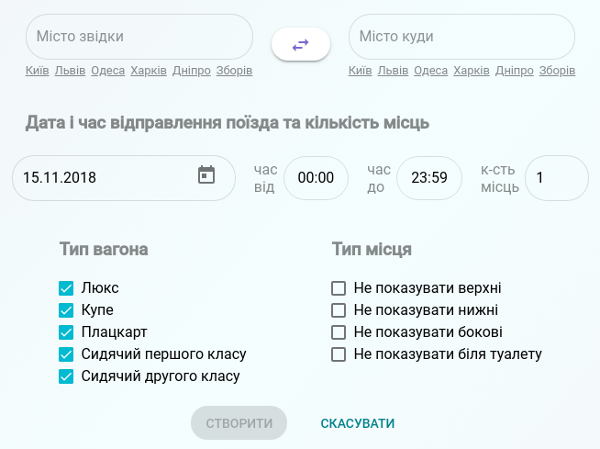 Місто звідки
Місто куди
Київ Львів Одеса Харків Дніпро Зборів
Київ Львів Одеса Харків Дніпро Зборів
Дата і час відправлення поїзда та кількість місць
15.11.2018
час від
00:00
час до
23:59
к-сть місць
1
Тип вагона
Люкс
Купе
Плацкарт
Сидячий першого класу
Сидячий другого класу
Тип місця
Не показувати верхні
Не показувати нижні
Не показувати бокові
Не показувати біля туалету
СТВОРИТИ
СКАСУВАТИ